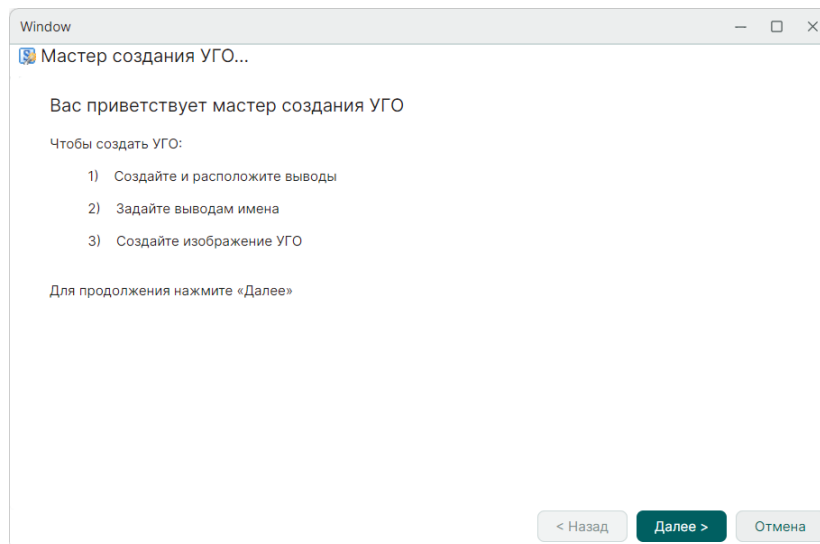 Window
Мастер создания УГО...
Вас приветствует мастер создания УГО
Чтобы создать УГО:
1) Создайте и расположите выводы
2) Задайте выводам имена
3) Создайте изображение УГО
Для продолжения нажмите «Далее»
< Назад Далее > Отмена